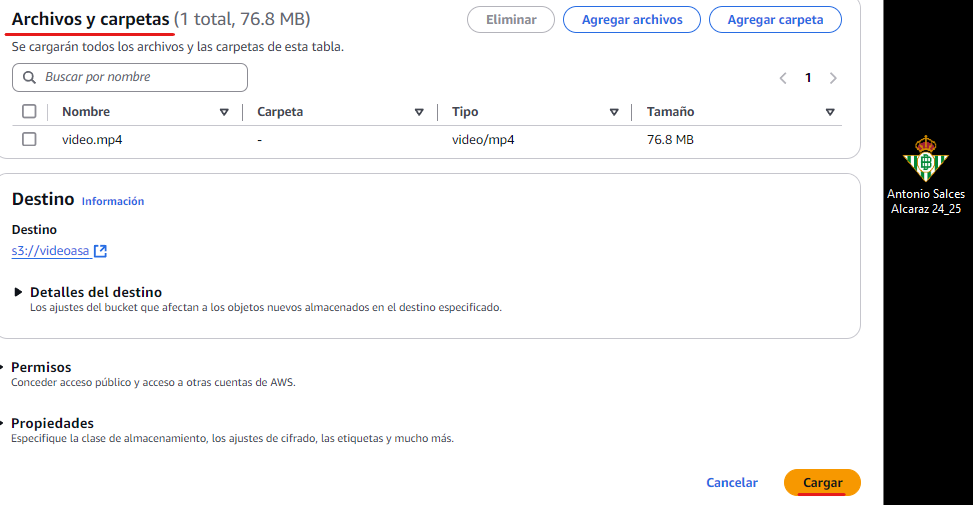 Archivos y carpetas (1 total, 76.8 MB)
Eliminar
Agregar archivos
Agregar carpeta
Se cargarán todos los archivos y las carpetas de esta tabla.
Buscar por nombre
1
Nombre Carpeta Tipo Tamaño
video.mp4 - video/mp4 76.8 MB
Destino Información
Destino
s3://videoasa
Detalles del destino
Los ajustes del bucket que afectan a los objetos nuevos almacenados en el destino especificado.
Permisos
Conceder acceso público y acceso a otras cuentas de AWS.
Propiedades
Especifique la clase de almacenamiento, los ajustes de cifrado, las etiquetas y mucho más.
Cancelar
Cargar
Antonio Salces
Alcaraz 24_25